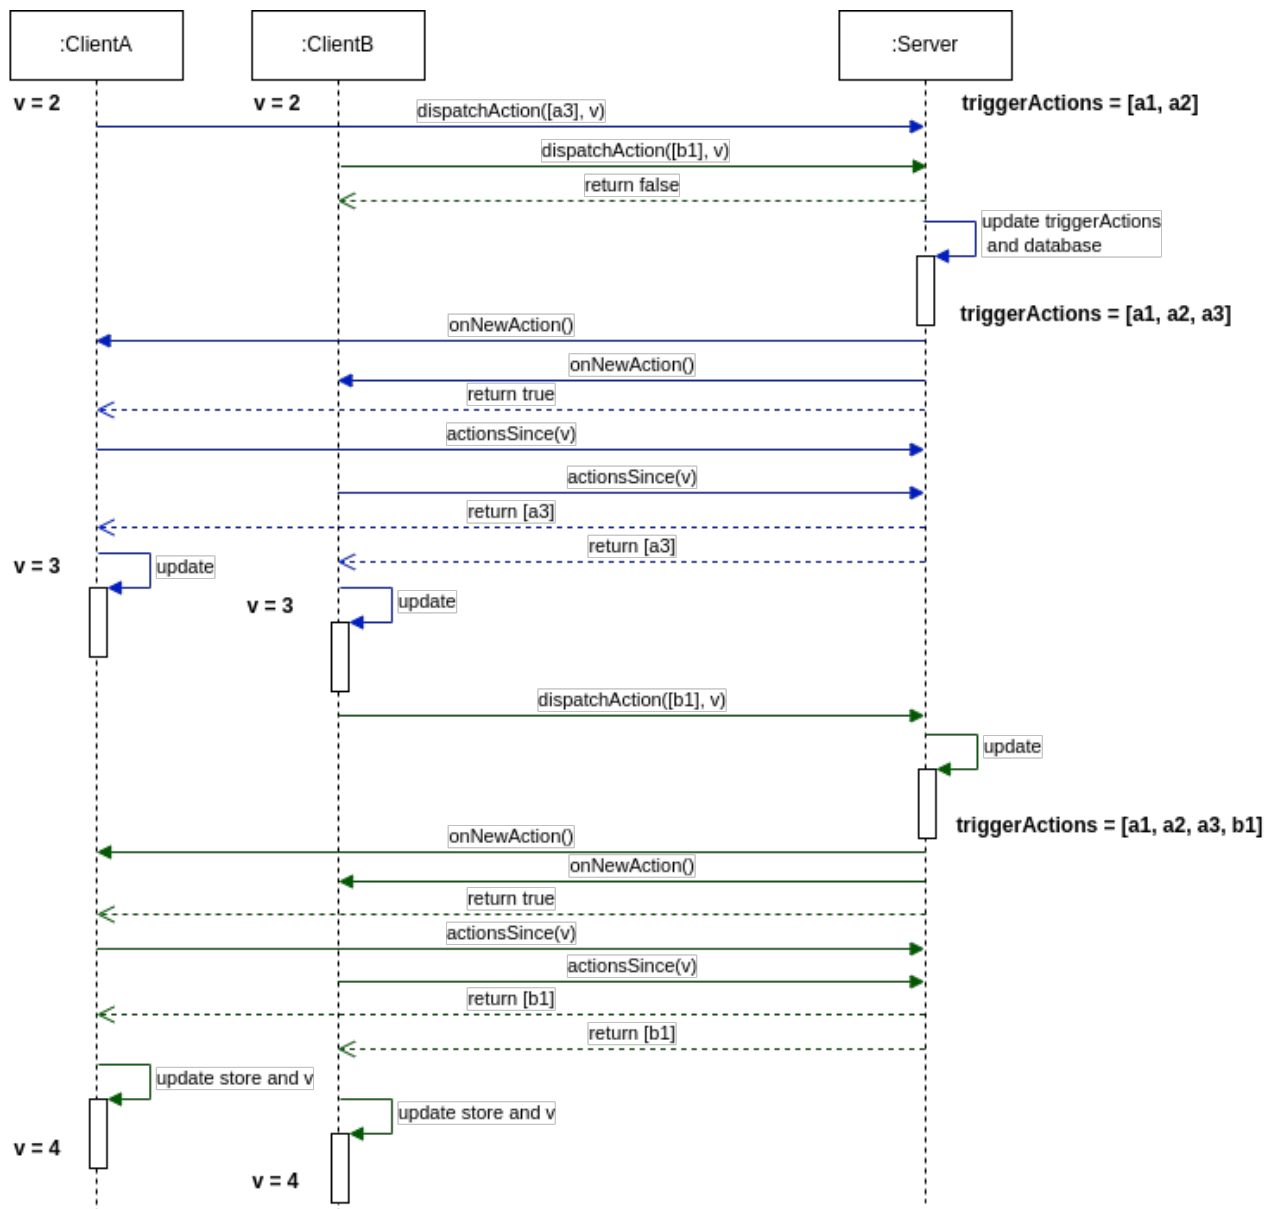 :ClientA
:ClientB
:Server
v = 2
v = 2
triggerActions = [a1, a2]
dispatchAction([a3], v)
dispatchAction([b1], v)
return false
update triggerActions
and database
triggerActions = [a1, a2, a3]
onNewAction()
onNewAction()
return true
actionsSince(v)
actionsSince(v)
return [a3]
return [a3]
v = 3
update
v = 3
update
dispatchAction([b1], v)
update
triggerActions = [a1, a2, a3, b1]
onNewAction()
onNewAction()
return true
actionsSince(v)
actionsSince(v)
return [b1]
return [b1]
update store and v
update store and v
v = 4
v = 4